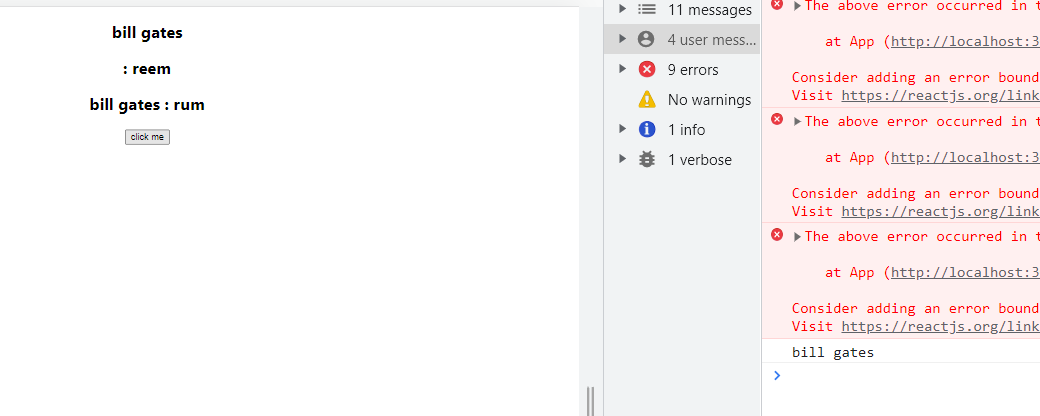 bill gates
: reem
bill gates : rum
click me
11 messages
4 user mess...
9 errors
No warnings
1 info
1 verbose
The above error occurred in t
at App (http://localhost:3
Consider adding an error bound
Visit https://reactjs.org/link
The above error occurred in t
at App (http://localhost:3
Consider adding an error bound
Visit https://reactjs.org/link
The above error occurred in t
at App (http://localhost:3
Consider adding an error bound
Visit https://reactjs.org/link
bill gates